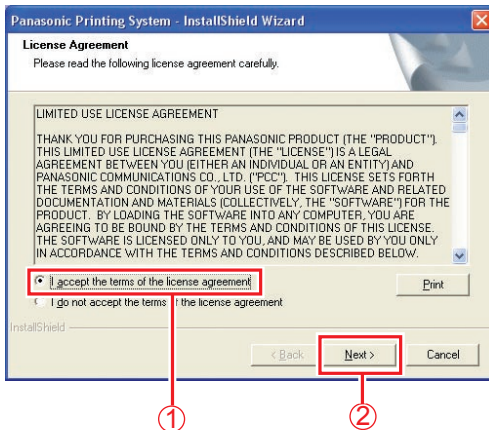 Panasonic Printing System - InstallShield Wizard
License Agreement
Please read the following license agreement carefully.
LIMITED USE LICENSE AGREEMENT
THANK YOU FOR PURCHASING THIS PANASONIC PRODUCT (THE "PRODUCT").
THIS LIMITED USE LICENSE AGREEMENT (THE "LICENSE") IS A LEGAL
AGREEMENT BETWEEN YOU (EITHER AN INDIVIDUAL OR AN ENTITY) AND
PANASONIC COMMUNICATIONS CO., LTD. ("PCC"). THIS LICENSE SETS FORTH
THE TERMS AND CONDITIONS OF YOUR USE OF THE SOFTWARE AND RELATED
DOCUMENTATION AND MATERIALS (COLLECTIVELY, THE "SOFTWARE") FOR THE
PRODUCT. BY LOADING THE SOFTWARE INTO ANY COMPUTER, YOU ARE
AGREEING TO BE BOUND BY THE TERMS AND CONDITIONS OF THIS LICENSE.
THE SOFTWARE IS LICENSED ONLY TO YOU, AND MAY BE USED BY YOU ONLY
IN ACCORDANCE WITH THE TERMS AND CONDITIONS DESCRIBED BELOW.
I accept the terms of the license agreement
Print
I do not accept the terms of the license agreement
InstallShield
< Back
Next >
Cancel
①
②